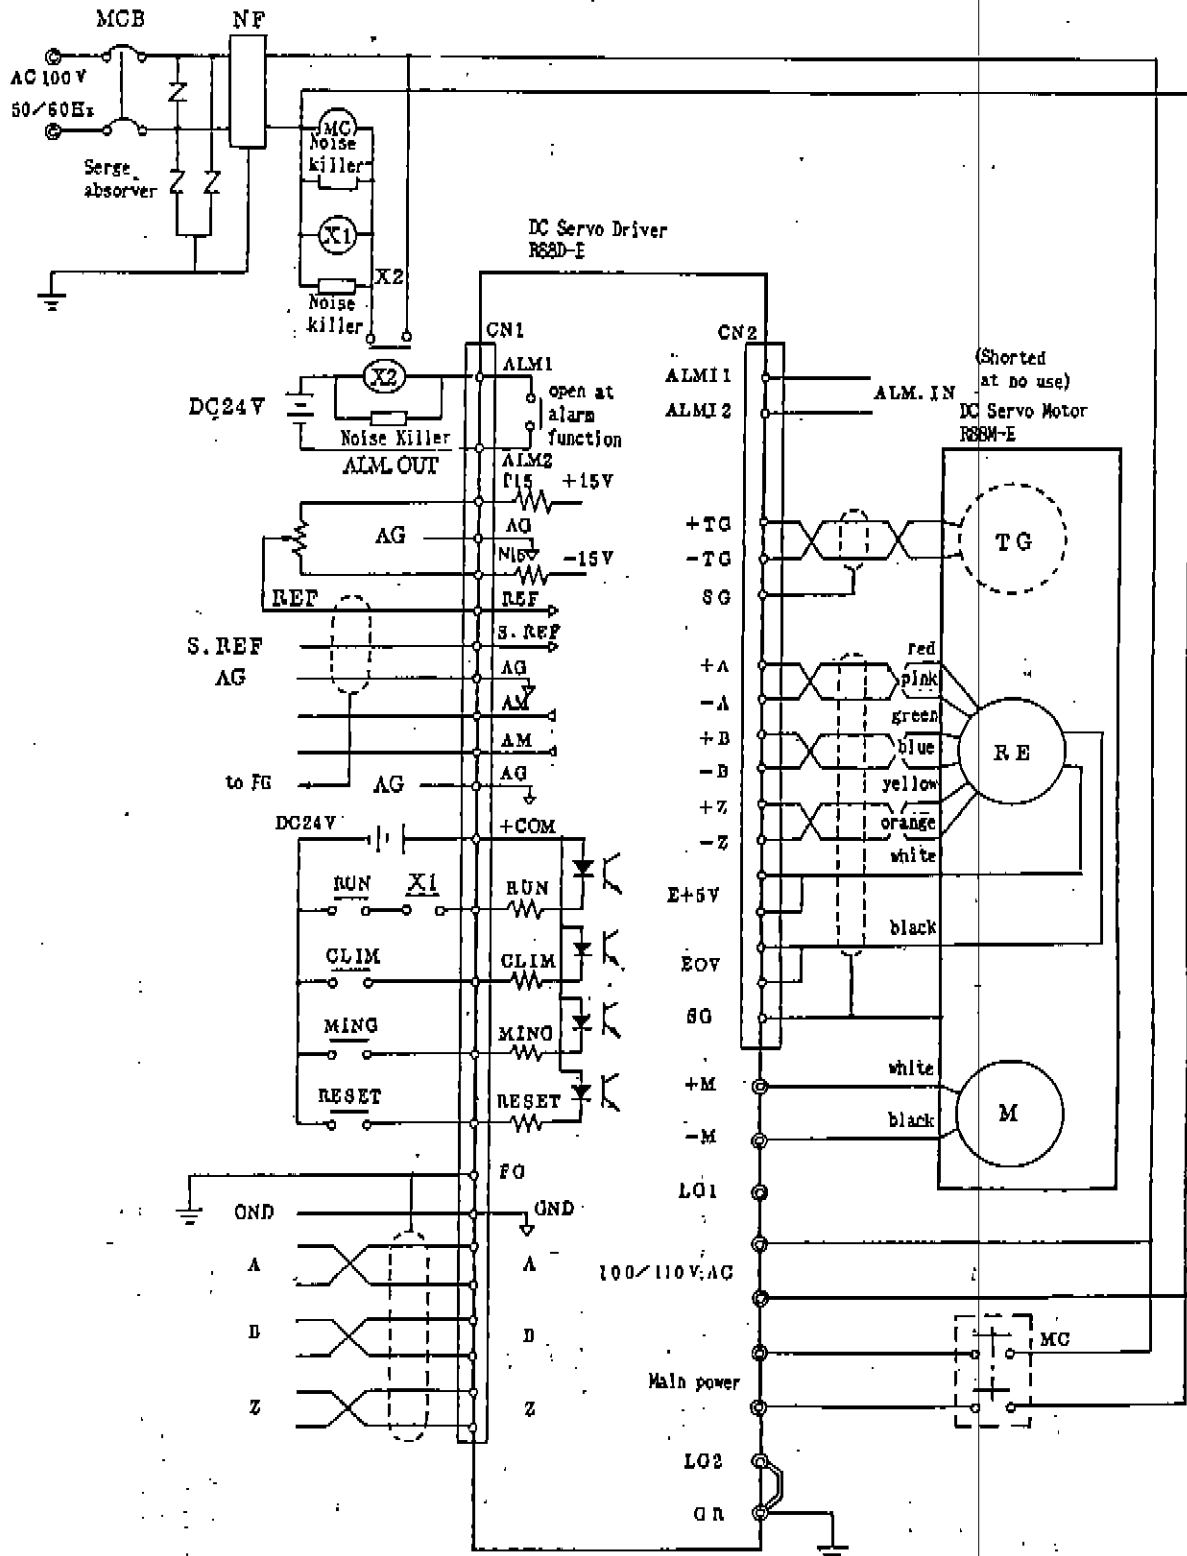 MCB
NF
AC 100V
50/60Hz
Serge
absorver
MC
Noise
killer
X1
Noise
killer
X2
DC Servo Driver
R88D-E
CN1
CN2
X2
DC24V
Noise Killer
ALM.OUT
ALM1
open at
alarm
function
ALM2
P15
+15V
AG
AG
N15
-15V
REF
REF
S.REF
S.REF
AG
AG
AM
AM
to FG
AG
AG
DC24V
+COM
RUN
X1
RUN
CLIM
CLIM
MING
MING
RESET
RESET
FG
GND
GND
A
A
B
B
Z
Z
ALMI1
ALMI2
ALM.IN
(Shorted
at no use)
DC Servo Motor
R88M-E
+TG
-TG
SG
TG
+A
-A
+B
-B
+Z
-Z
E+5V
E0V
SG
red
pink
green
blue
yellow
orange
white
black
RE
+M
-M
white
black
M
LG1
100/110V.AC
Main power
MC
LG2
GR